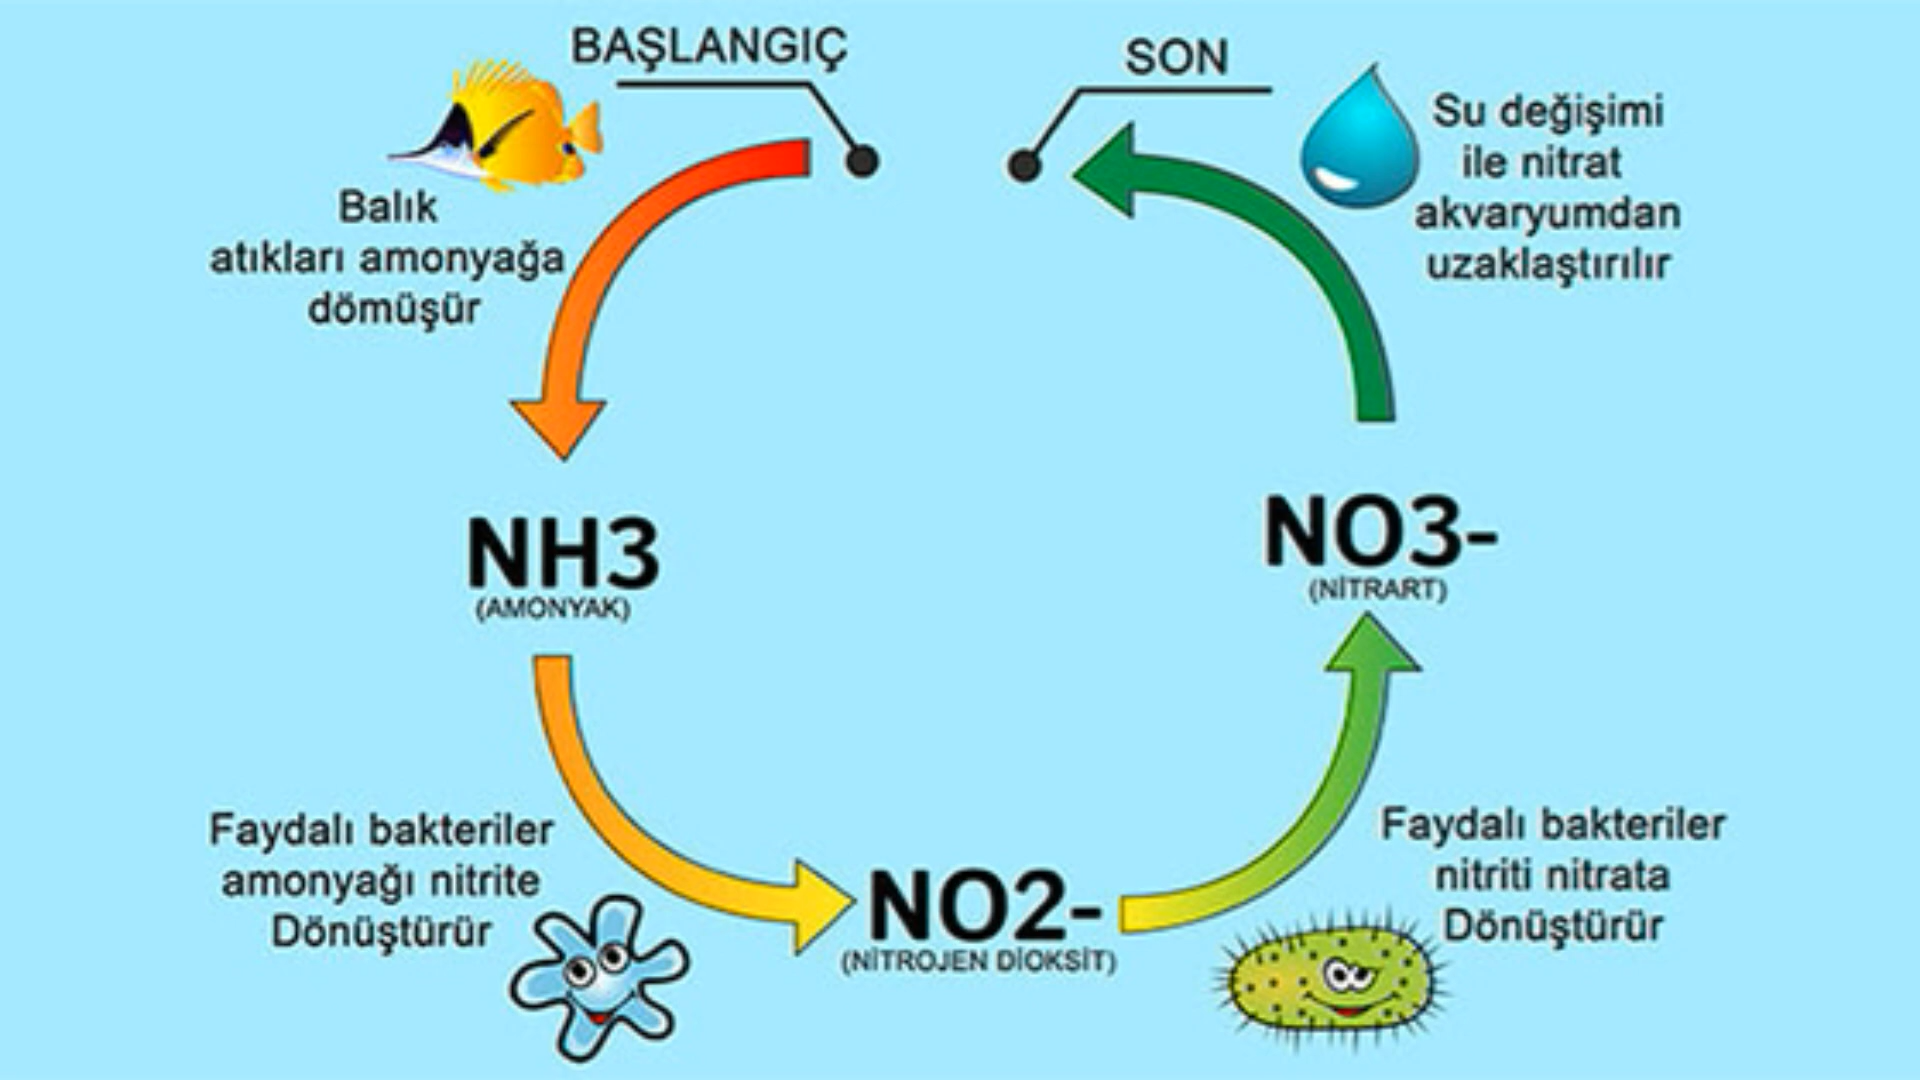 BAŞLANGIÇ
SON
Balık
atıkları amonyağa
dömüşür
Su değişimi
ile nitrat
akvaryumdan
uzaklaştırılır
NH3
(AMONYAK)
NO3-
(NİTRART)
Faydalı bakteriler
amonyağı nitrite
Dönüştürür
NO2-
(NİTROJEN DİOKSİT)
Faydalı bakteriler
nitriti nitrata
Dönüştürür